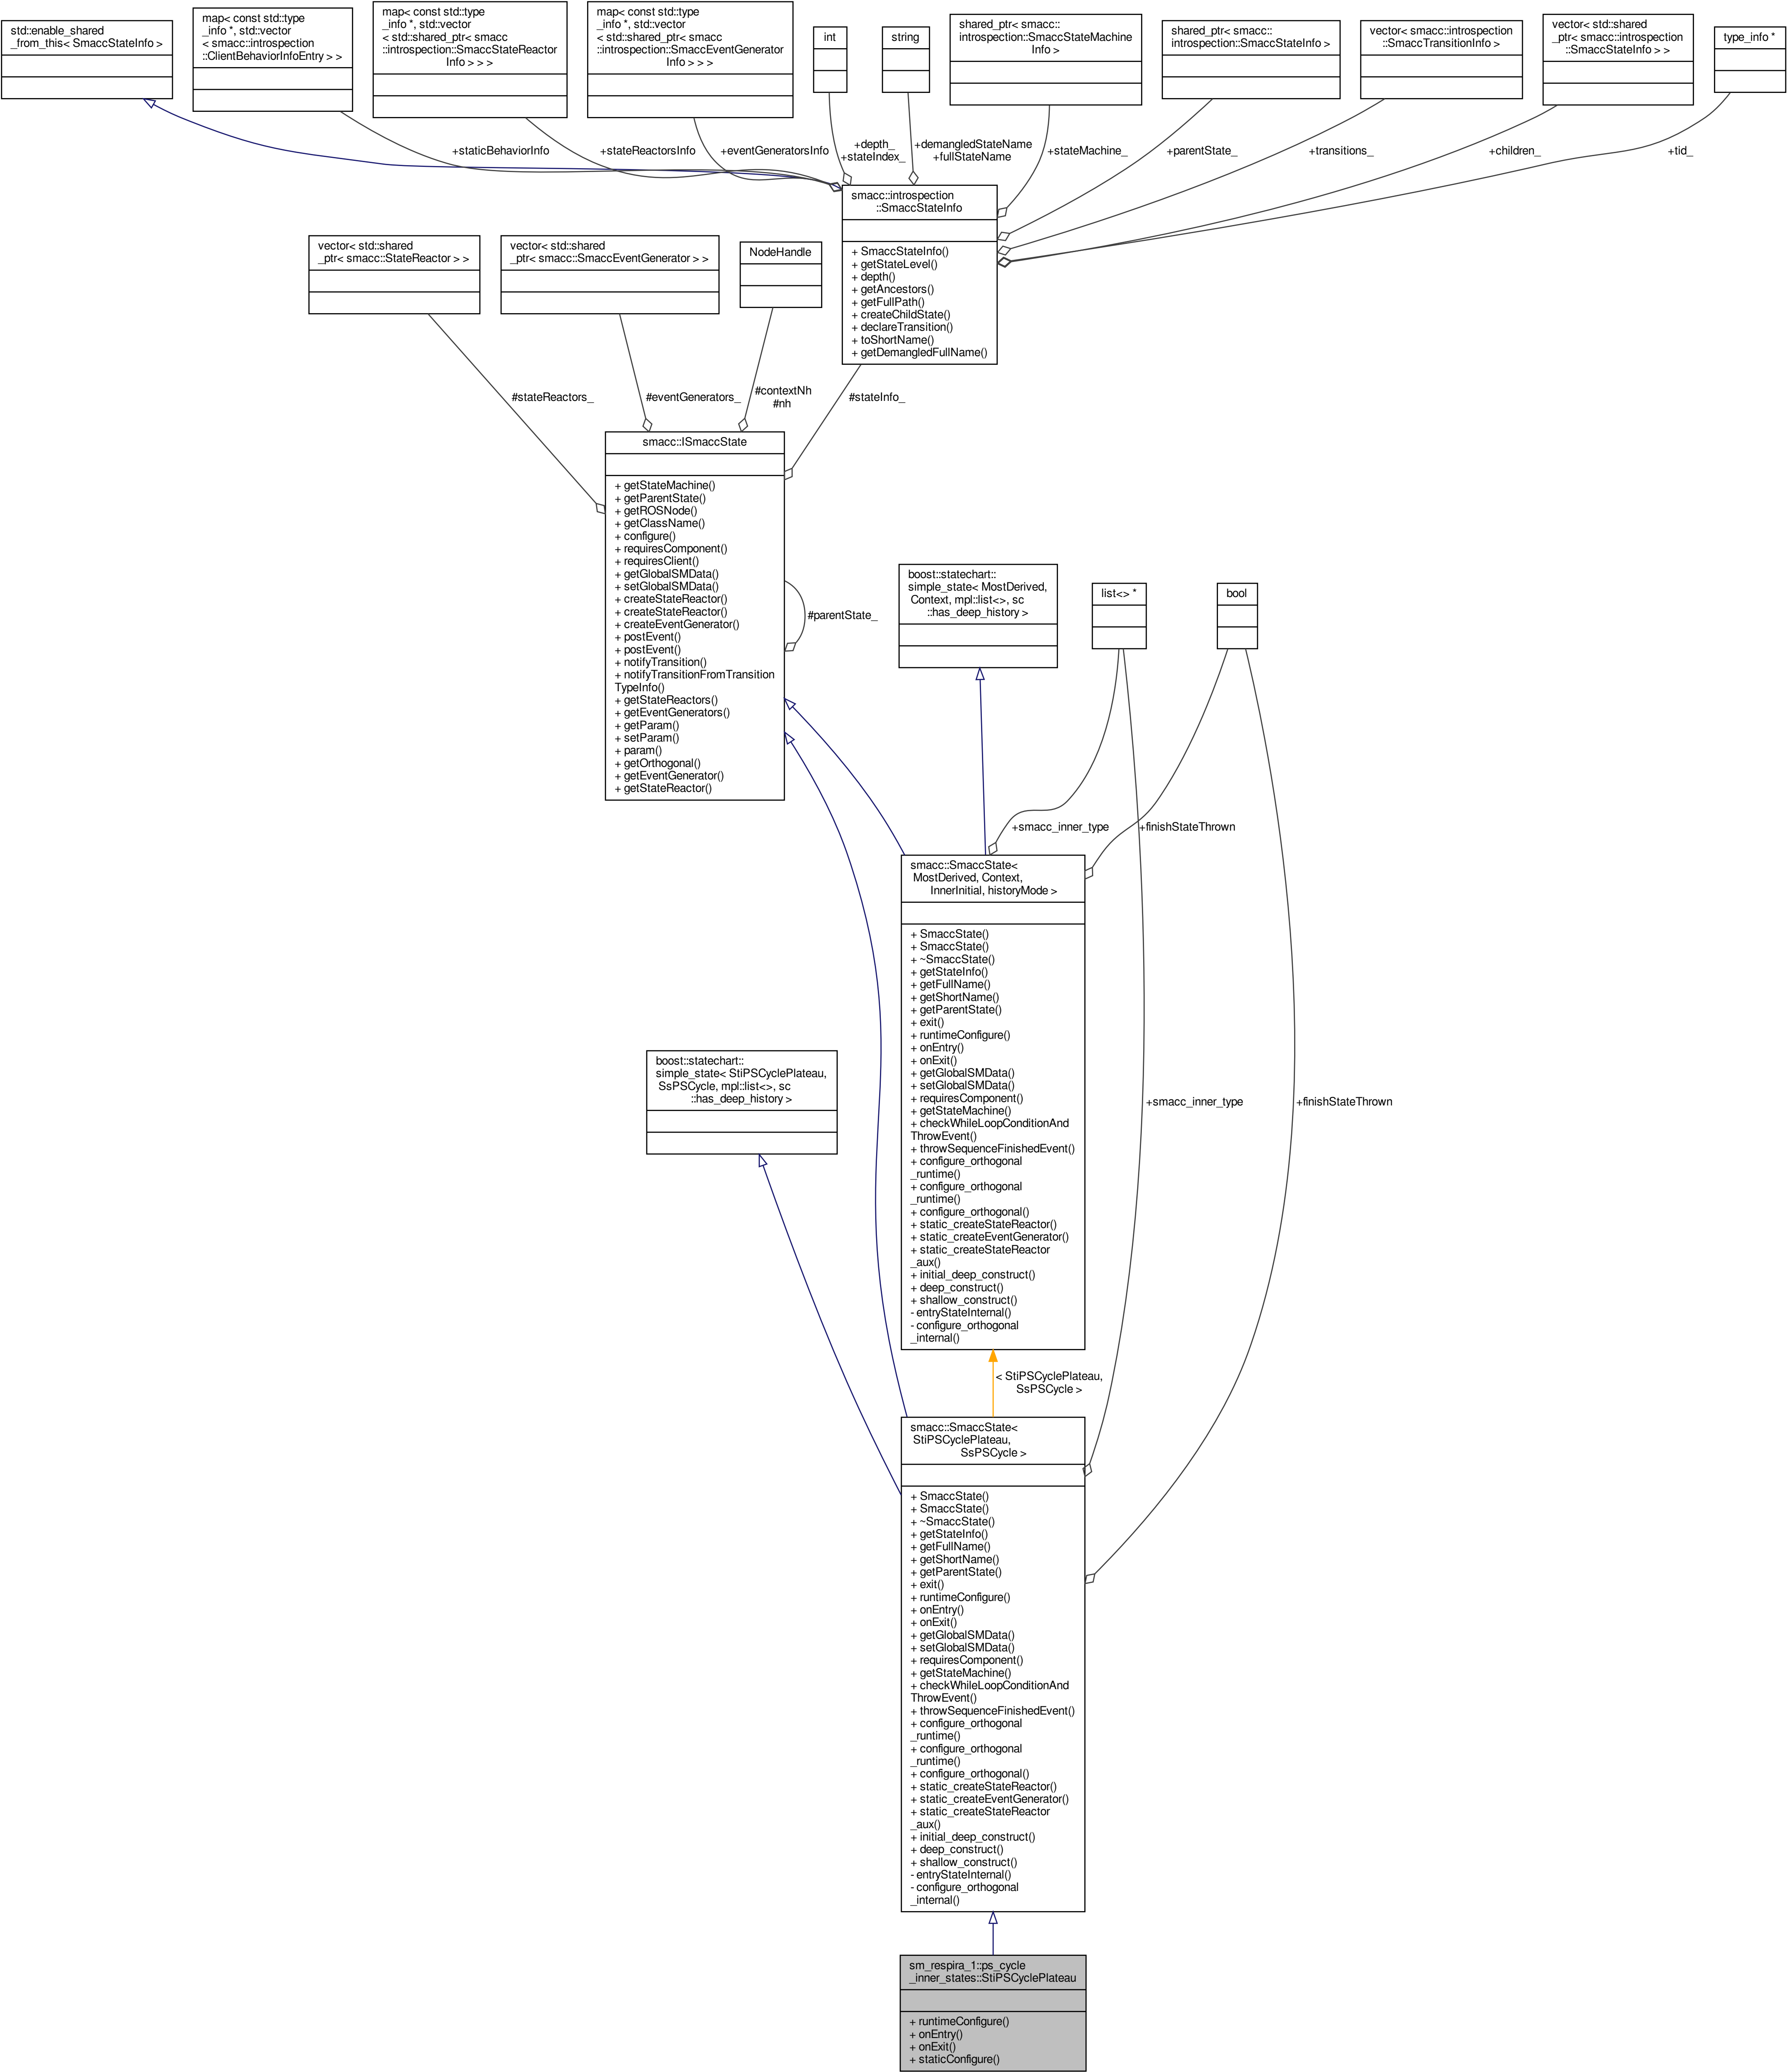 std::enable_shared
_from_this< SmaccStateInfo >
map< const std::type
_info *, std::vector
< smacc::introspection
::ClientBehaviorInfoEntry > >
map< const std::type
_info *, std::vector
< std::shared_ptr< smacc
::introspection::SmaccStateReactor
Info > > >
map< const std::type
_info *, std::vector
< std::shared_ptr< smacc
::introspection::SmaccEventGenerator
Info > > >
int
string
shared_ptr< smacc::
introspection::SmaccStateMachine
Info >
shared_ptr< smacc::
introspection::SmaccStateInfo >
vector< smacc::introspection
::SmaccTransitionInfo >
vector< std::shared
_ptr< smacc::introspection
::SmaccStateInfo > >
type_info *
+staticBehaviorInfo
+stateReactorsInfo
+eventGeneratorsInfo
+depth_
+stateIndex_
+demangledStateName
+fullStateName
+stateMachine_
+parentState_
+transitions_
+children_
+tid_
smacc::introspection
::SmaccStateInfo
+ SmaccStateInfo()
+ getStateLevel()
+ depth()
+ getAncestors()
+ getFullPath()
+ createChildState()
+ declareTransition()
+ toShortName()
+ getDemangledFullName()
vector< std::shared
_ptr< smacc::StateReactor > >
vector< std::shared
_ptr< smacc::SmaccEventGenerator > >
NodeHandle
#stateReactors_
#eventGenerators_
#contextNh
#nh
#stateInfo_
smacc::ISmaccState
+ getStateMachine()
+ getParentState()
+ getROSNode()
+ getClassName()
+ configure()
+ requiresComponent()
+ requiresClient()
+ getGlobalSMData()
+ setGlobalSMData()
+ createStateReactor()
+ createStateReactor()
+ createEventGenerator()
+ postEvent()
+ postEvent()
+ notifyTransition()
+ notifyTransitionFromTransition
TypeInfo()
+ getStateReactors()
+ getEventGenerators()
+ getParam()
+ setParam()
+ param()
+ getOrthogonal()
+ getEventGenerator()
+ getStateReactor()
#parentState_
boost::statechart::
simple_state< MostDerived,
Context, mpl::list<>, sc
::has_deep_history >
list<> *
bool
+smacc_inner_type
+finishStateThrown
smacc::SmaccState<
MostDerived, Context,
InnerInitial, historyMode >
+ SmaccState()
+ SmaccState()
+ ~SmaccState()
+ getStateInfo()
+ getFullName()
+ getShortName()
+ getParentState()
+ exit()
+ runtimeConfigure()
+ onEntry()
+ onExit()
+ getGlobalSMData()
+ setGlobalSMData()
+ requiresComponent()
+ getStateMachine()
+ checkWhileLoopConditionAnd
ThrowEvent()
+ throwSequenceFinishedEvent()
+ configure_orthogonal
_runtime()
+ configure_orthogonal
_runtime()
+ configure_orthogonal()
+ static_createStateReactor()
+ static_createEventGenerator()
+ static_createStateReactor
_aux()
+ initial_deep_construct()
+ deep_construct()
+ shallow_construct()
- entryStateInternal()
- configure_orthogonal
_internal()
boost::statechart::
simple_state< StiPSCyclePlateau,
SsPSCycle, mpl::list<>, sc
::has_deep_history >
+smacc_inner_type
+finishStateThrown
< StiPSCyclePlateau,
SsPSCycle >
smacc::SmaccState<
StiPSCyclePlateau,
SsPSCycle >
+ SmaccState()
+ SmaccState()
+ ~SmaccState()
+ getStateInfo()
+ getFullName()
+ getShortName()
+ getParentState()
+ exit()
+ runtimeConfigure()
+ onEntry()
+ onExit()
+ getGlobalSMData()
+ setGlobalSMData()
+ requiresComponent()
+ getStateMachine()
+ checkWhileLoopConditionAnd
ThrowEvent()
+ throwSequenceFinishedEvent()
+ configure_orthogonal
_runtime()
+ configure_orthogonal
_runtime()
+ configure_orthogonal()
+ static_createStateReactor()
+ static_createEventGenerator()
+ static_createStateReactor
_aux()
+ initial_deep_construct()
+ deep_construct()
+ shallow_construct()
- entryStateInternal()
- configure_orthogonal
_internal()
sm_respira_1::ps_cycle
_inner_states::StiPSCyclePlateau
+ runtimeConfigure()
+ onEntry()
+ onExit()
+ staticConfigure()